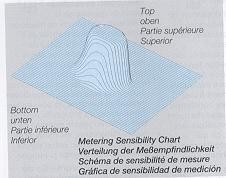 Top
oben
Partie supérieure
Superior
Bottom
unten
Partie inférieure
Inferior
Metering Sensibility Chart
Verteilung der Meßempfindlichkeit
Schéma de sensibilité de mesure
Gráfica de sensibilidad de medición